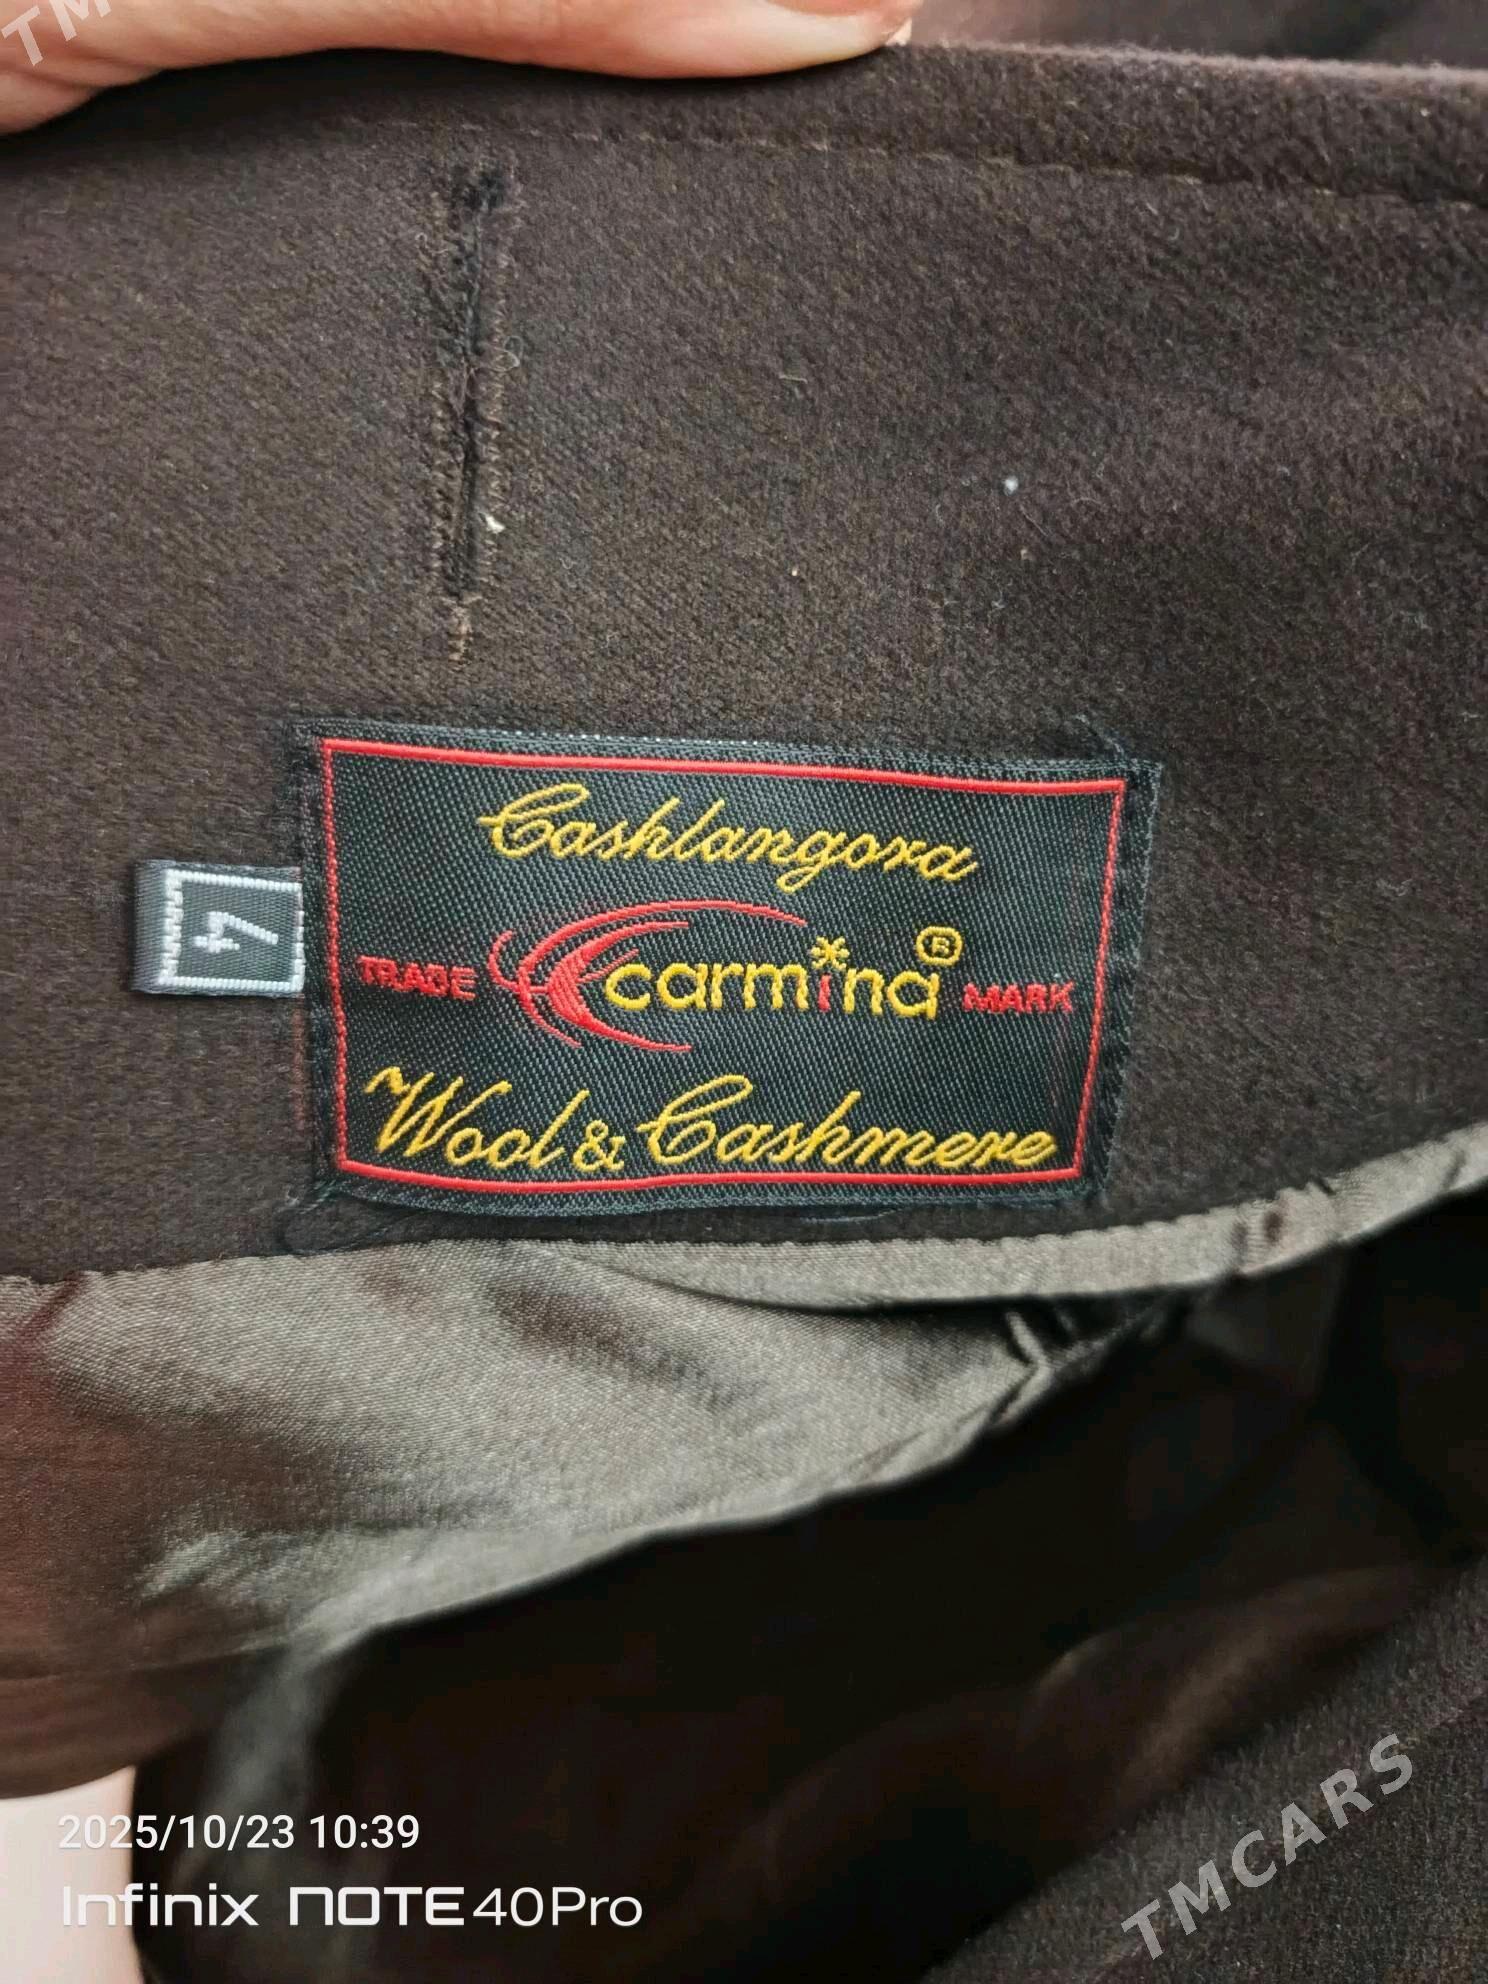 TM
Cashlangora
4
TRADE carmina ® MARK
Wool & Cashmere
2025/10/23 10:39
Infinix NOTE 40Pro
TMCARS